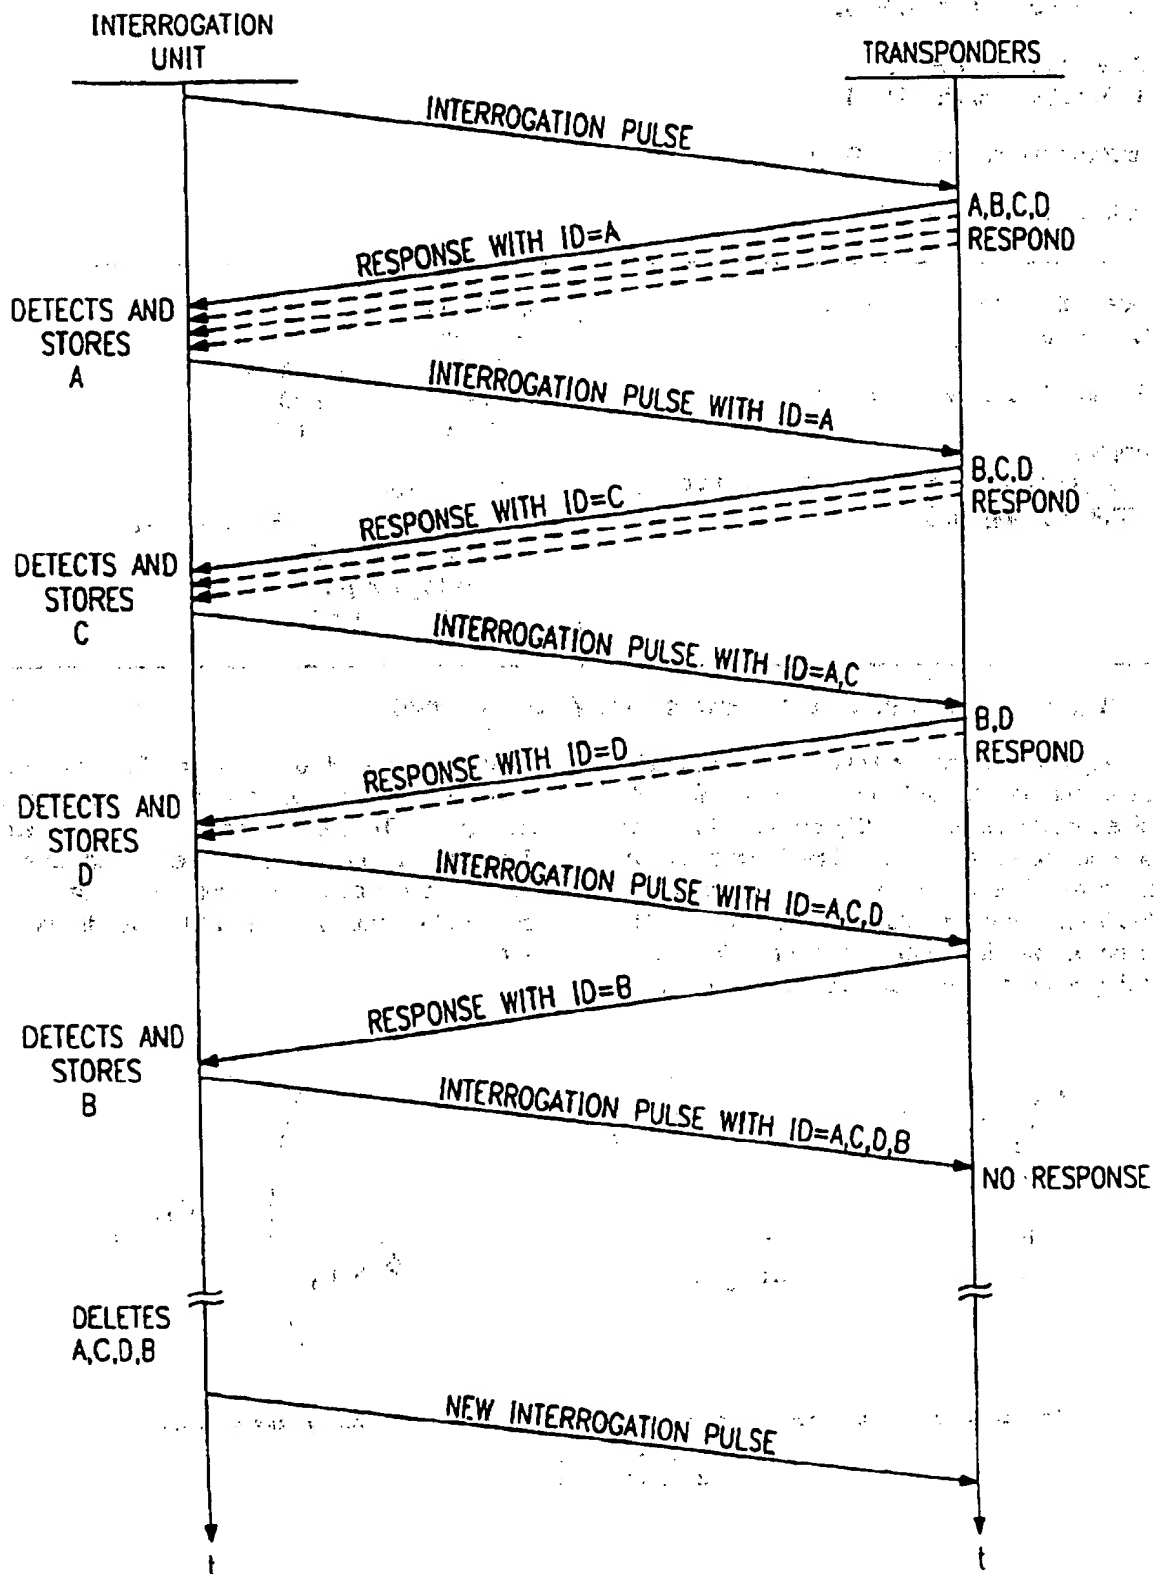 INTERROGATION
UNIT
TRANSPONDERS
INTERROGATION PULSE
A,B,C,D
RESPOND
RESPONSE WITH ID=A
DETECTS AND
STORES
A
INTERROGATION PULSE WITH ID=A
B,C,D
RESPOND
RESPONSE WITH ID=C
DETECTS AND
STORES
C
INTERROGATION PULSE WITH ID=A,C
B,D
RESPOND
RESPONSE WITH ID=D
DETECTS AND
STORES
D
INTERROGATION PULSE WITH ID=A,C,D
RESPONSE WITH ID=B
DETECTS AND
STORES
B
INTERROGATION PULSE WITH ID=A,C,D,B
NO RESPONSE
DELETES
A,C,D,B
NEW INTERROGATION PULSE
t
t